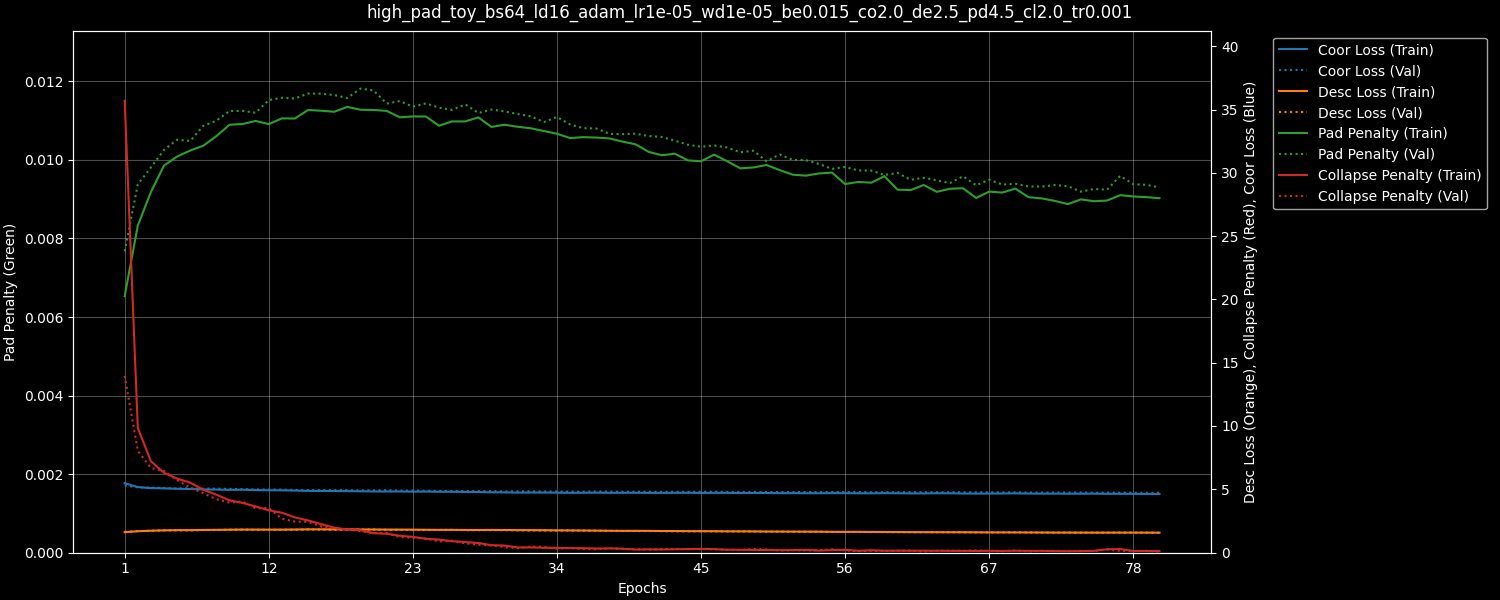 high_pad_toy_bs64_ld16_adam_lr1e-05_wd1e-05_be0.015_co2.0_de2.5_pd4.5_cl2.0_tr0.001
Pad Penalty (Green)
0.012
0.010
0.008
0.006
0.004
0.002
0.000
1
12
23
34
45
56
67
78
Epochs
40
35
30
25
20
15
10
5
0
Desc Loss (Orange), Collapse Penalty (Red), Coor Loss (Blue)
Coor Loss (Train)
Coor Loss (Val)
Desc Loss (Train)
Desc Loss (Val)
Pad Penalty (Train)
Pad Penalty (Val)
Collapse Penalty (Train)
Collapse Penalty (Val)